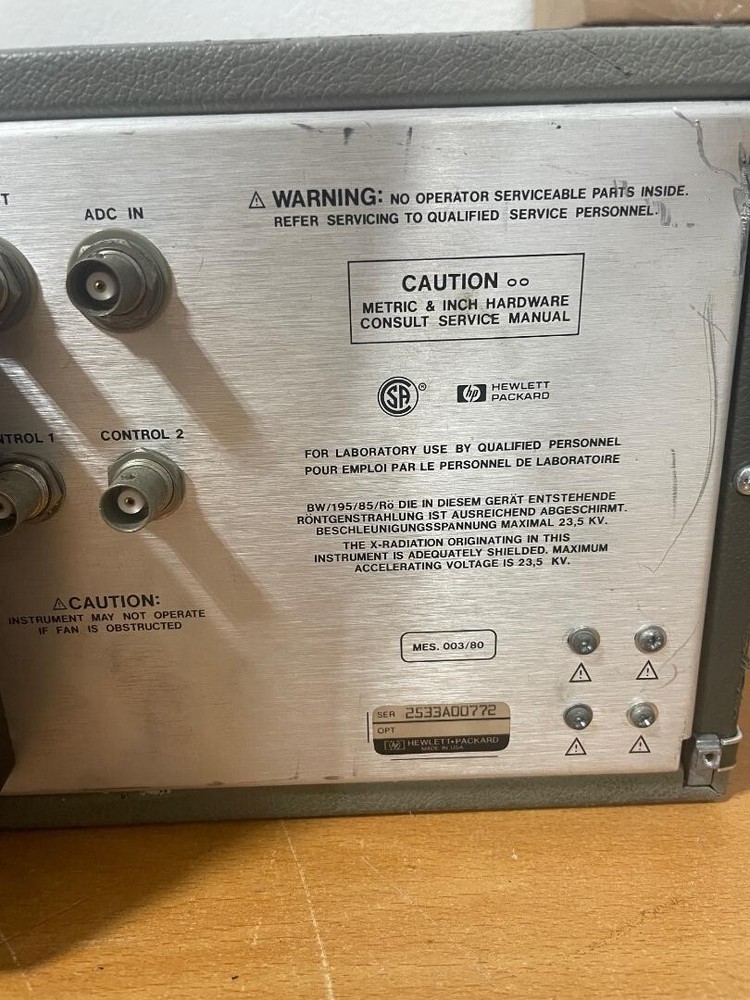 T
ADC IN
⚠ WARNING: NO OPERATOR SERVICEABLE PARTS INSIDE.
REFER SERVICING TO QUALIFIED SERVICE PERSONNEL.
CAUTION
METRIC & INCH HARDWARE
CONSULT SERVICE MANUAL
SA ®
hp HEWLETT
PACKARD
NTROL 1
CONTROL 2
FOR LABORATORY USE BY QUALIFIED PERSONNEL
POUR EMPLOI PAR LE PERSONNEL DE LABORATOIRE
BW/195/85/Rö DIE IN DIESEM GERÄT ENTSTEHENDE
RÖNTGENSTRAHLUNG IST AUSREICHEND ABGESCHIRMT.
BESCHLEUNIGUNGSSPANNUNG MAXIMAL 23,5 KV.
THE X-RADIATION ORIGINATING IN THIS
INSTRUMENT IS ADEQUATELY SHIELDED. MAXIMUM
ACCELERATING VOLTAGE IS 23,5 KV.
⚠CAUTION:
INSTRUMENT MAY NOT OPERATE
IF FAN IS OBSTRUCTED
MES. 003/80
SER 2533A00772
OPT
hp HEWLETT•PACKARD
MADE IN USA